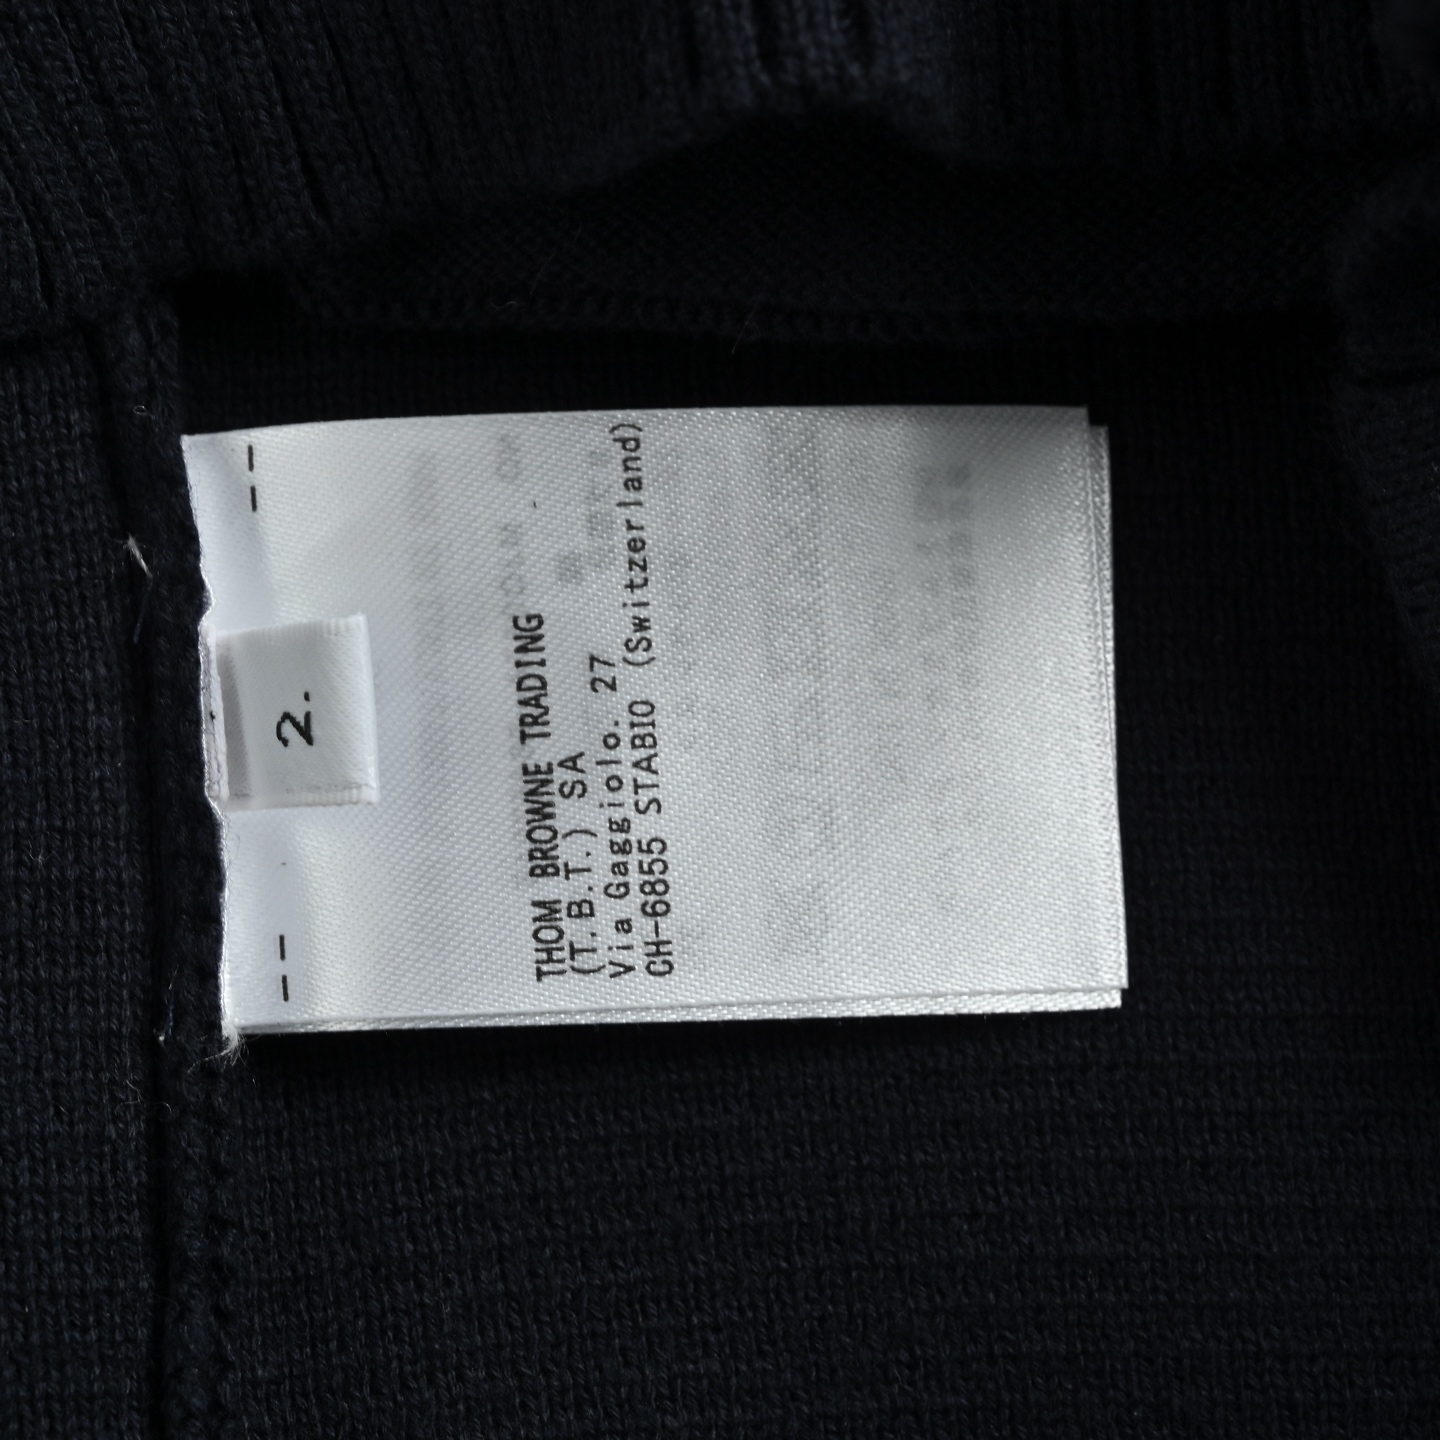 2.
THOM BROWNE TRADING
(T.B.T.) SA
Via Gaggiolo. 27
CH-6855 STABIO (Switzerland)